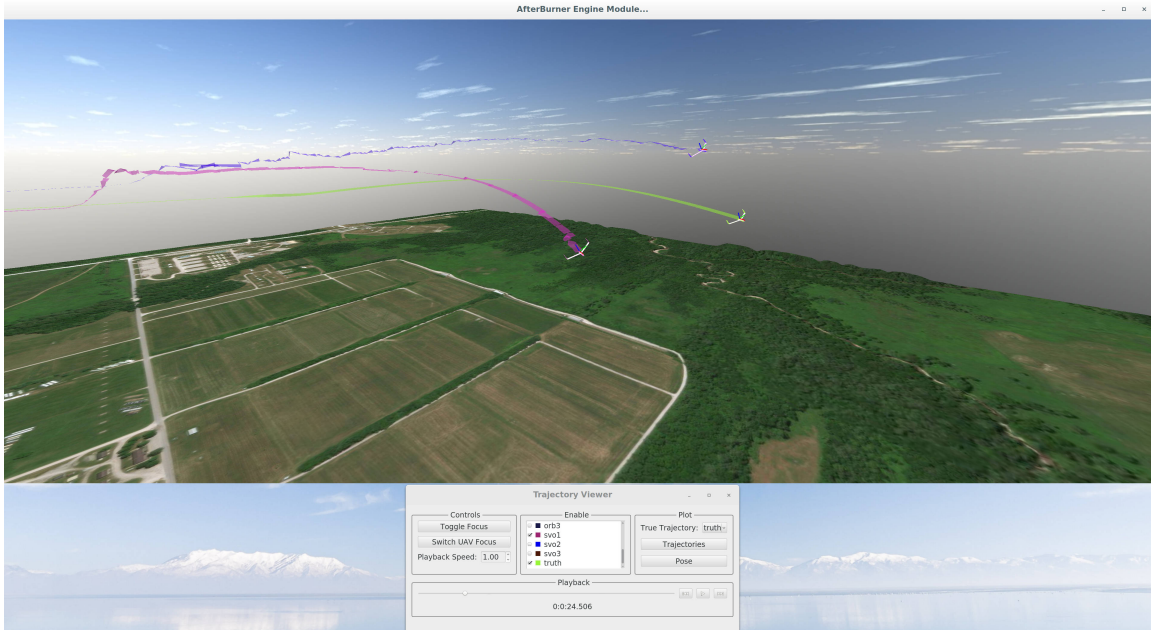 AfterBurner Engine Module...
Trajectory Viewer
Controls
Toggle Focus
Switch UAV Focus
Playback Speed: 1.00
Enable
orb3
svo1
svo2
svo3
truth
Plot
True Trajectory: truth
Trajectories
Pose
Playback
0:0:24.506